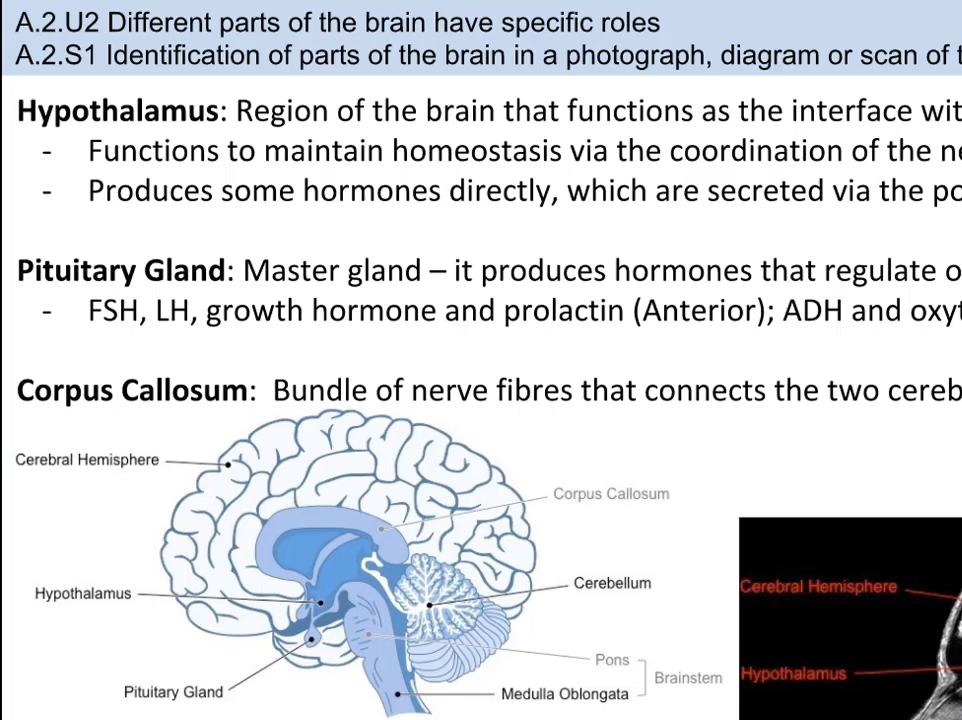 A.2.U2 Different parts of the brain have specific roles
A.2.S1 Identification of parts of the brain in a photograph, diagram or scan of
Hypothalamus: Region of the brain that functions as the interface
- Functions to maintain homeostasis via the coordination of the
- Produces some hormones directly, which are secreted via the
Pituitary Gland: Master gland – it produces hormones that regulate
- FSH, LH, growth hormone and prolactin (Anterior); ADH and
Corpus Callosum: Bundle of nerve fibres that connects the two
Cerebral Hemisphere
Corpus Callosum
Hypothalamus
Cerebellum
Pons
Brainstem
Pituitary Gland
Medulla Oblongata
Cerebral Hemisphere
Hypothalamus